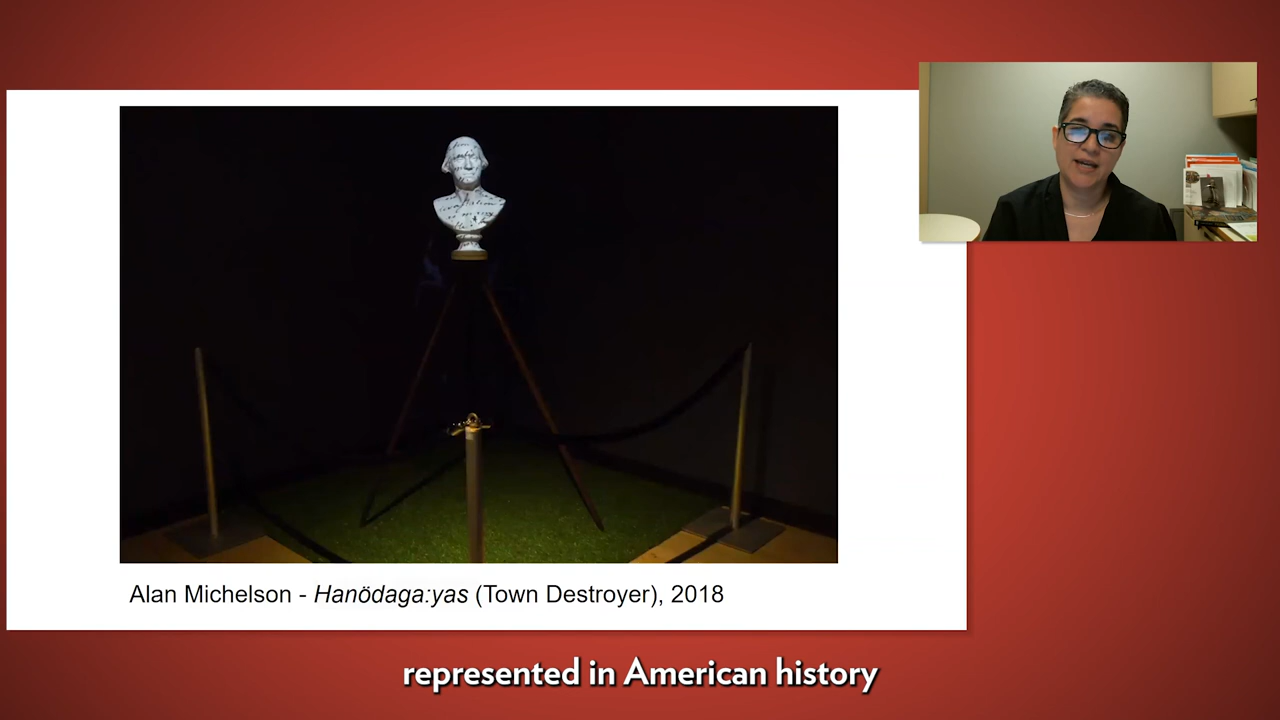 Alan Michelson - Hanödaga:yas (Town Destroyer), 2018
represented in American history